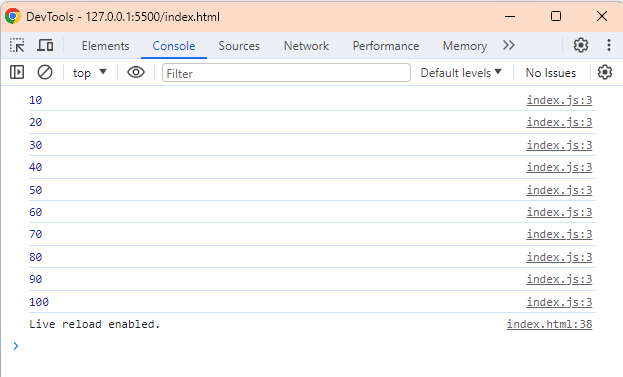 DevTools - 127.0.0.1:5500/index.html
Elements Console Sources Network Performance Memory
top Filter Default levels No Issues
10 index.js:3
20 index.js:3
30 index.js:3
40 index.js:3
50 index.js:3
60 index.js:3
70 index.js:3
80 index.js:3
90 index.js:3
100 index.js:3
Live reload enabled. index.html:38